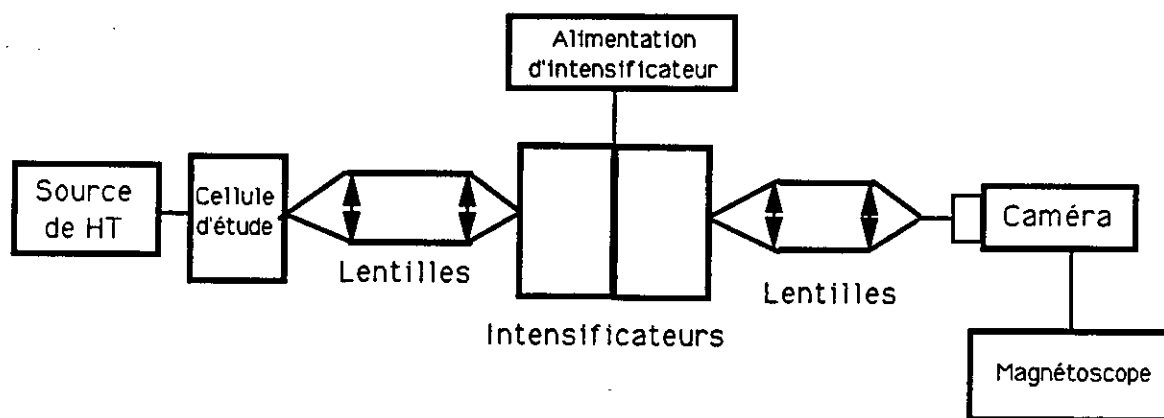 Alimentation
d'intensificateur
Source
de HT
Cellule
d'étude
Lentilles
Intensificateurs
Lentilles
Caméra
Magnétoscope